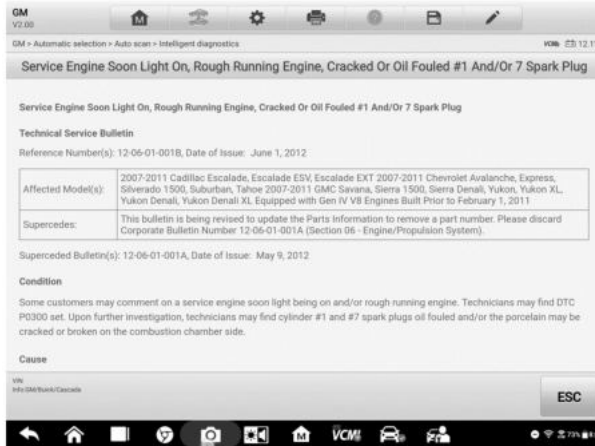 GM
V2.00
GM > Automatic selection > Auto scan > Intelligent diagnostics
12.1
Service Engine Soon Light On, Rough Running Engine, Cracked Or Oil Fouled #1 And/Or 7 Spark Plug
Service Engine Soon Light On, Rough Running Engine, Cracked Or Oil Fouled #1 And/Or 7 Spark Plug
Technical Service Bulletin
Reference Number(s): 12-06-01-001B, Date of Issue: June 1, 2012
Affected Model(s):
2007-2011 Cadillac Escalade, Escalade ESV, Escalade EXT 2007-2011 Chevrolet Avalanche, Express,
Silverado 1500, Suburban, Tahoe 2007-2011 GMC Savana, Sierra 1500, Sierra Denali, Yukon, Yukon XL,
Yukon Denali, Yukon Denali XL Equipped with Gen IV V8 Engines Built Prior to February 1, 2011
Supercedes:
This bulletin is being revised to update the Parts Information to remove a part number. Please discard
Corporate Bulletin Number 12-06-01-001A (Section 06 - Engine/Propulsion System).
Superceded Bulletin(s): 12-06-01-001A, Date of Issue: May 9, 2012
Condition
Some customers may comment on a service engine soon light being on and/or rough running engine. Technicians may find DTC
P0300 set. Upon further investigation, technicians may find cylinder #1 and #7 spark plugs oil fouled and/or the porcelain may be
cracked or broken on the combustion chamber side.
Cause
VIN
ESC
M
VCMI